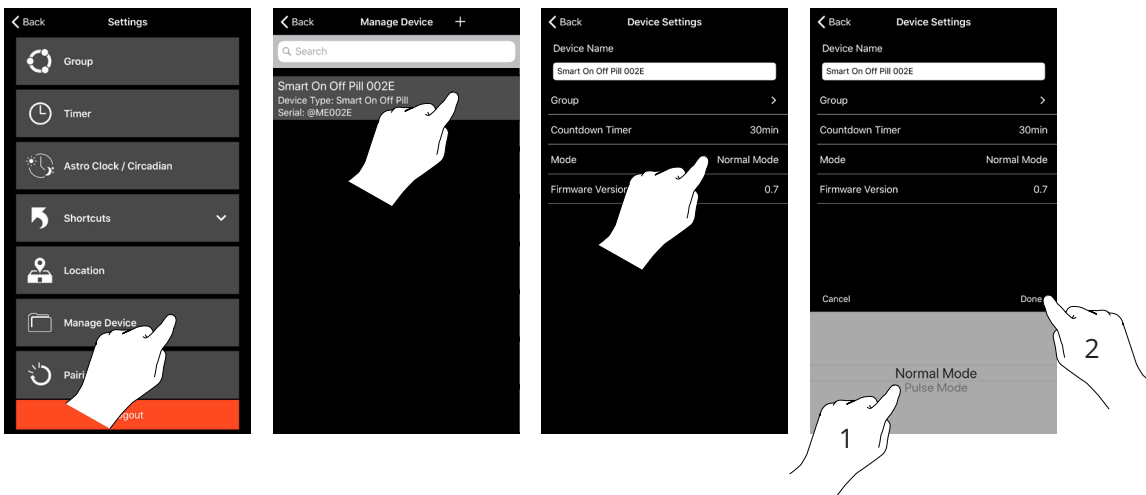 Back Settings
Group
Timer
Astro Clock / Circadian
Shortcuts
Location
Manage Device
Back Manage Device +
Search
Smart On Off Pill 002E
Device Type: Smart On Off Pill
Serial: @ME002E
Back Device Settings
Device Name
Smart On Off Pill 002E
Group
Countdown Timer 30min
Mode Normal Mode
Firmware Version 0.7
Back Device Settings
Device Name
Smart On Off Pill 002E
Group
Countdown Timer 30min
Mode Normal Mode
Firmware Version 0.7
Cancel Done
2
Normal Mode
Pulse Mode
1